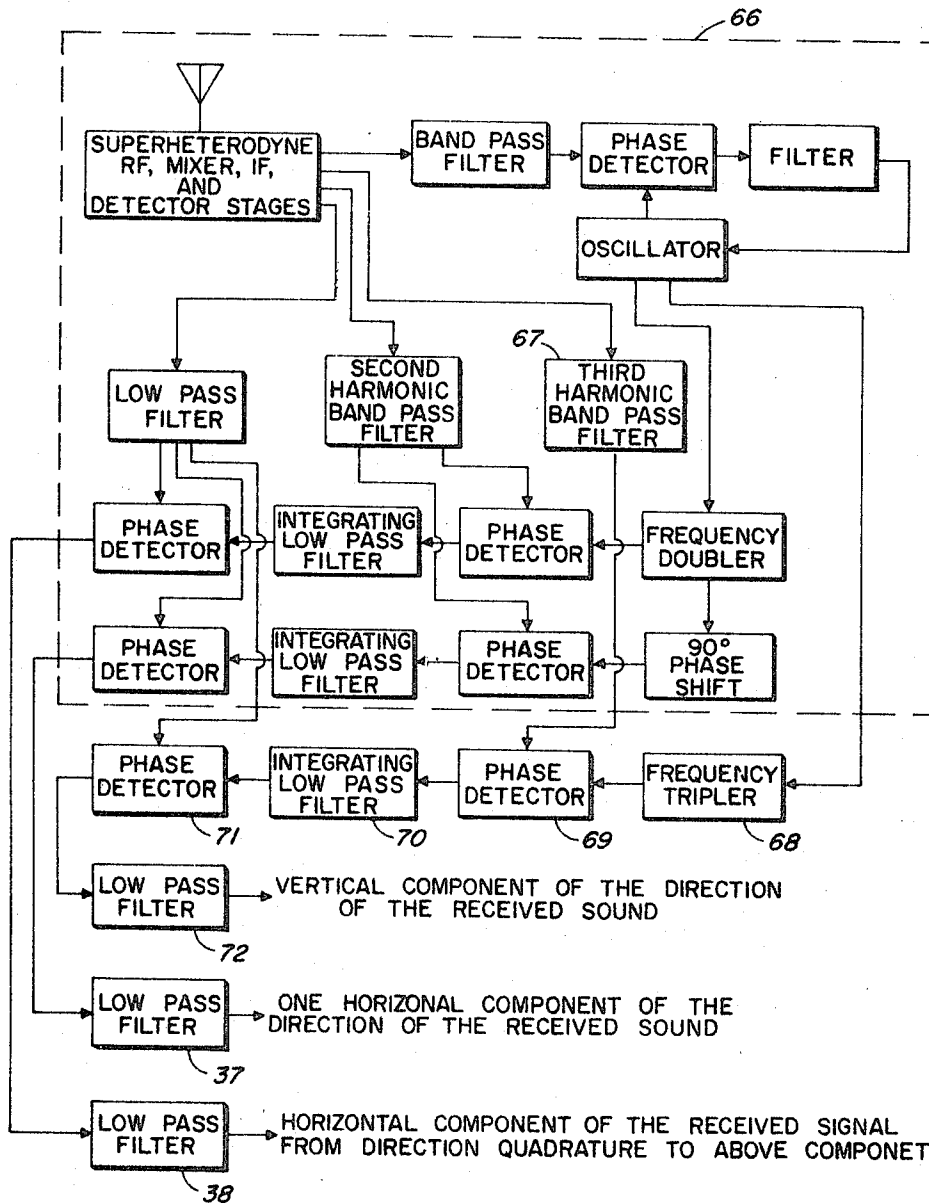 66
SUPERHETERODYNE
RF, MIXER, IF,
AND
DETECTOR STAGES
BAND PASS
FILTER
PHASE
DETECTOR
FILTER
OSCILLATOR
LOW PASS
FILTER
SECOND
HARMONIC
BAND PASS
FILTER
67
THIRD
HARMONIC
BAND PASS
FILTER
PHASE
DETECTOR
INTEGRATING
LOW PASS
FILTER
PHASE
DETECTOR
FREQUENCY
DOUBLER
PHASE
DETECTOR
INTEGRATING
LOW PASS
FILTER
PHASE
DETECTOR
90°
PHASE
SHIFT
PHASE
DETECTOR
71
INTEGRATING
LOW PASS
FILTER
70
PHASE
DETECTOR
69
FREQUENCY
TRIPLER
68
LOW PASS
FILTER
72
VERTICAL COMPONENT OF THE DIRECTION
OF THE RECEIVED SOUND
LOW PASS
FILTER
37
ONE HORIZONAL COMPONENT OF THE
DIRECTION OF THE RECEIVED SOUND
LOW PASS
FILTER
38
HORIZONTAL COMPONENT OF THE RECEIVED SIGNAL
FROM DIRECTION QUADRATURE TO ABOVE COMPONET